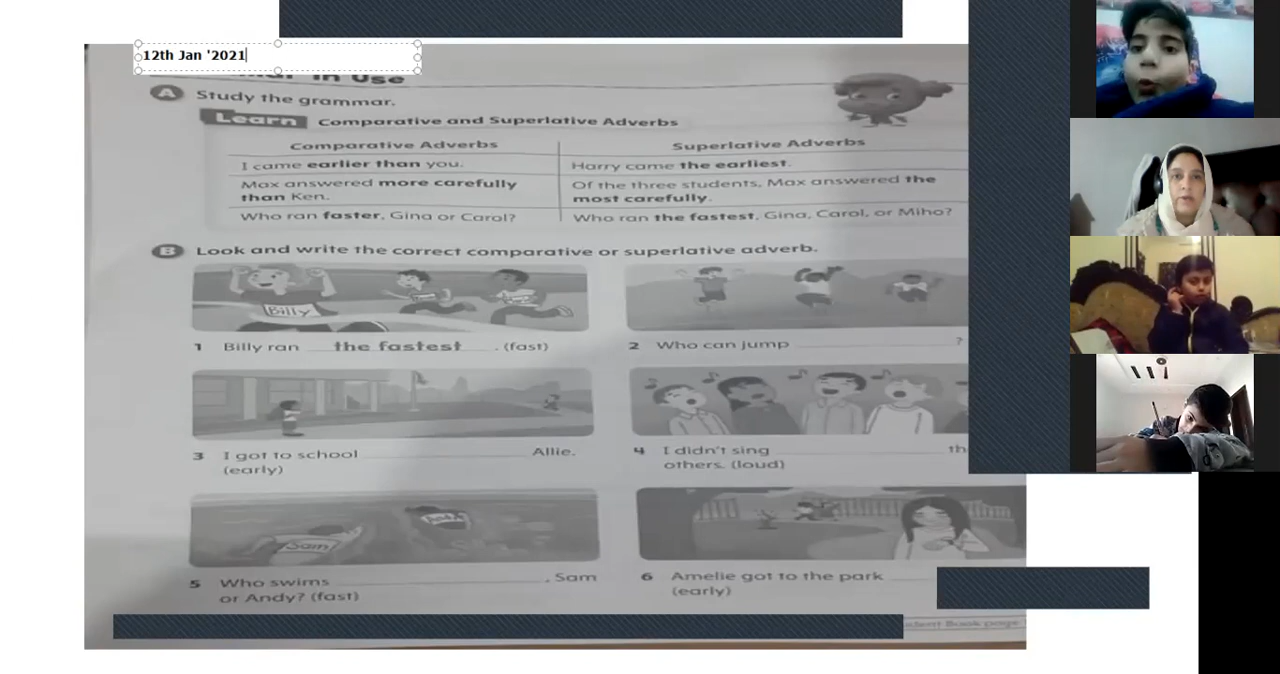 12th Jan '2021
in Use
A Study the grammar.
Learn Comparative and Superlative Adverbs
Comparative Adverbs
Superlative Adverbs
I came earlier than you.
Harry came the earliest.
Max answered more carefully
than Ken.
Of the three students, Max answered the
most carefully.
Who ran faster, Gina or Carol?
Who ran the fastest, Gina, Carol, or Miho?
B Look and write the correct comparative or superlative adverb.
Billy
1 Billy ran the fastest . (fast)
2 Who can jump ?
3 I got to school Allie.
(early)
4 I didn't sing th
others. (loud)
Sam
5 Who swims , Sam
or Andy? (fast)
6 Amelie got to the park
(early)
Book page